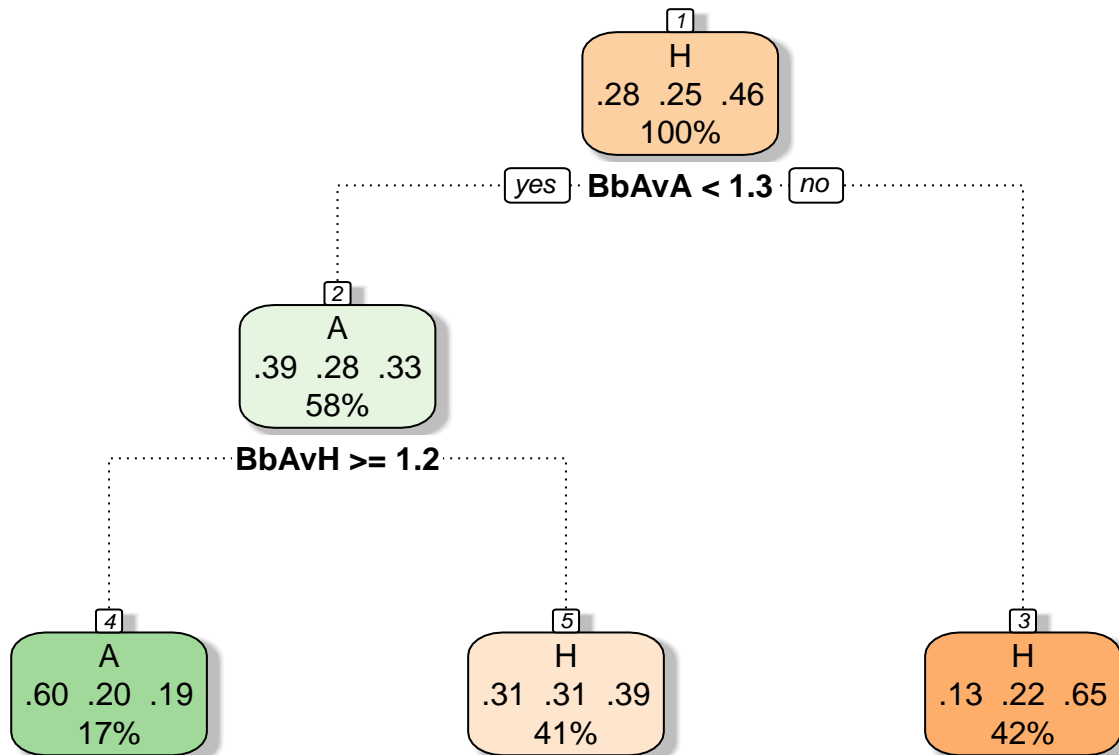 1
H
.28 .25 .46
100%
yes BbAvA < 1.3 no
2
A
.39 .28 .33
58%
BbAvH >= 1.2
4
A
.60 .20 .19
17%
5
H
.31 .31 .39
41%
3
H
.13 .22 .65
42%